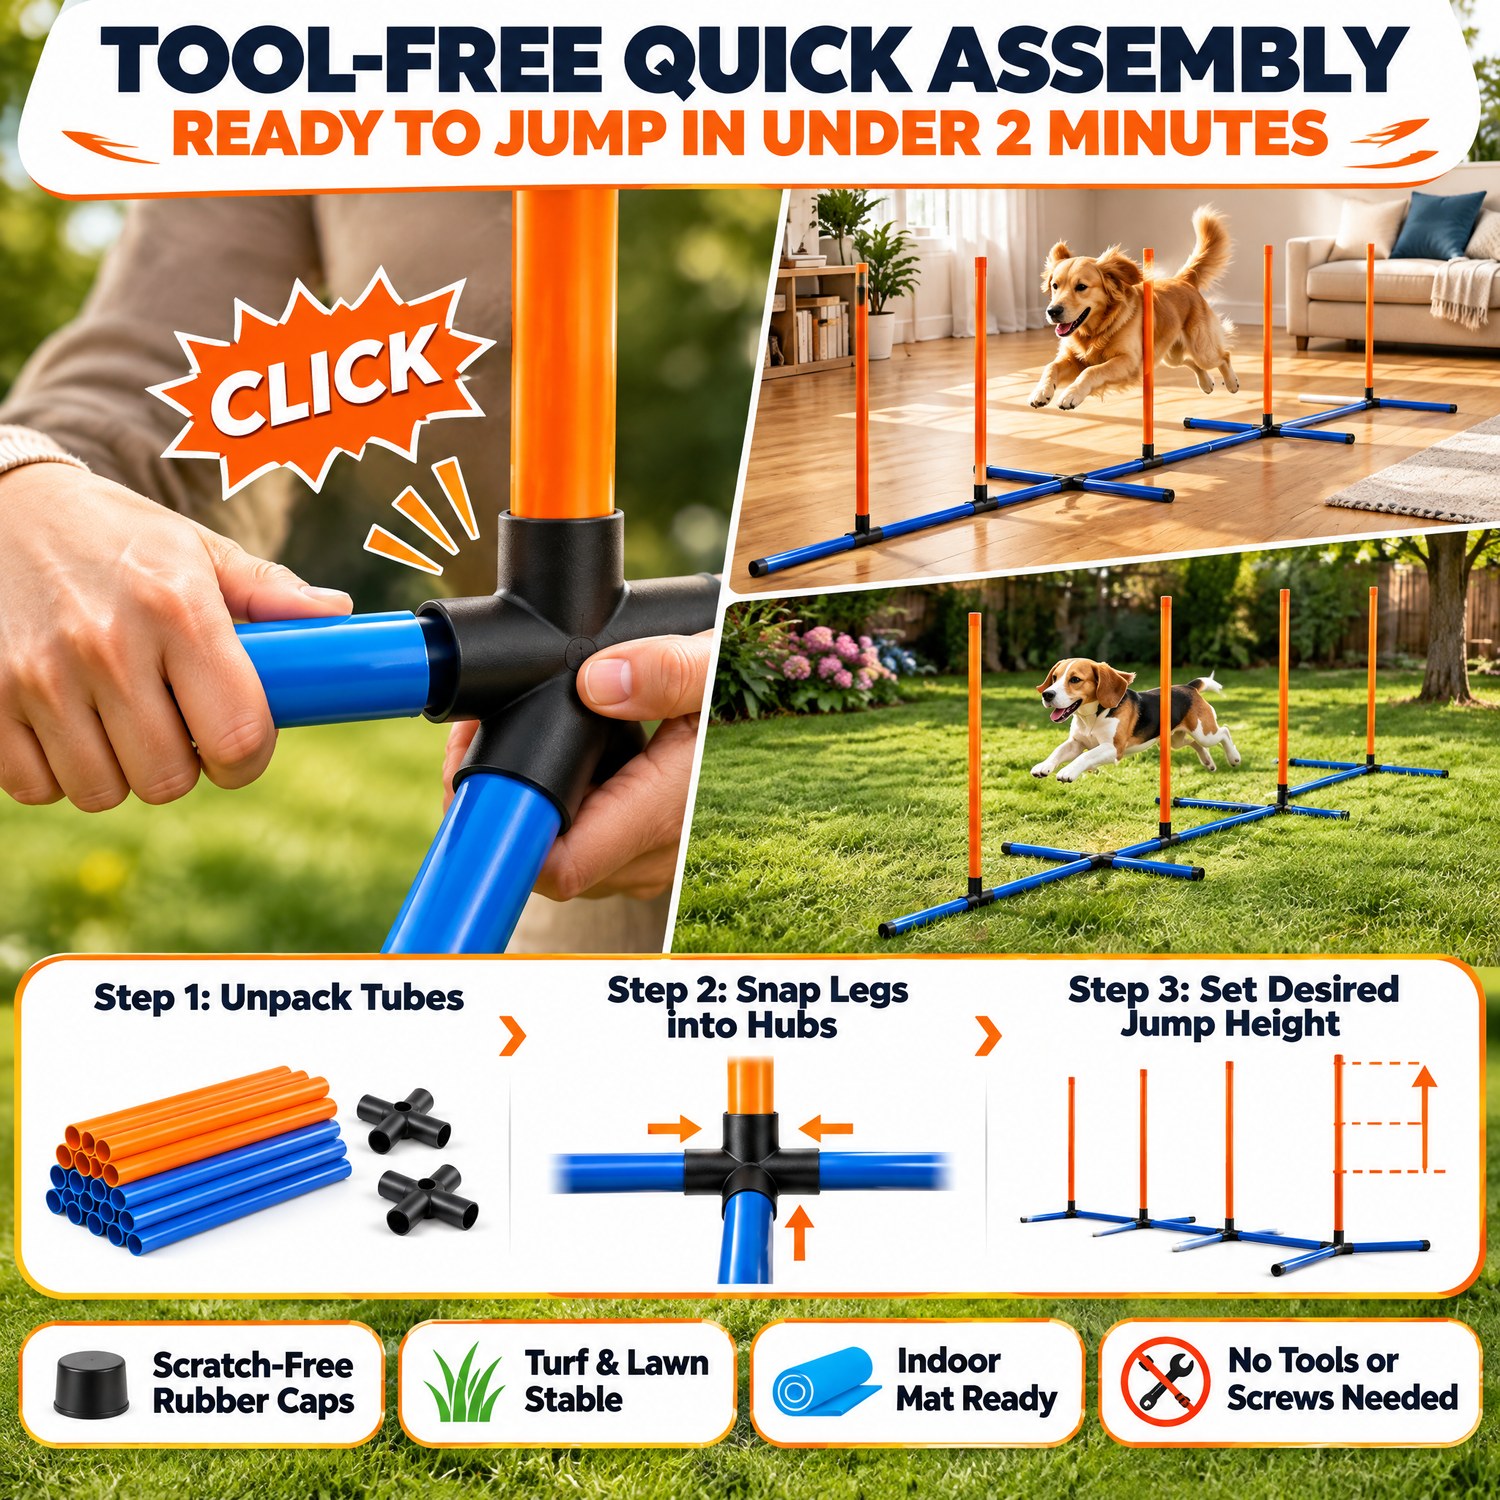 TOOL-FREE QUICK ASSEMBLY
READY TO JUMP IN UNDER 2 MINUTES
CLICK
Step 1: Unpack Tubes
Step 2: Snap Legs
into Hubs
Step 3: Set Desired
Jump Height
Scratch-Free
Rubber Caps
Turf & Lawn
Stable
Indoor
Mat Ready
No Tools or
Screws Needed